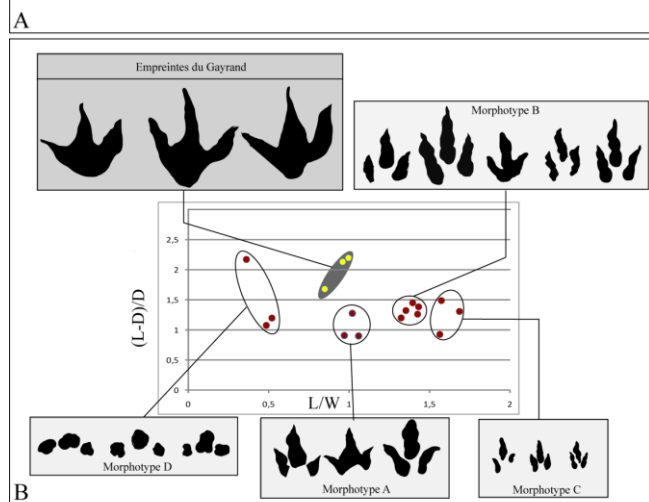 A
Empreintes du Gayrand
Morphotype B
(L-D)/D
2,5
2
1,5
1
0,5
0
0
0,5
1
1,5
2
L/W
Morphotype D
Morphotype A
Morphotype C
B